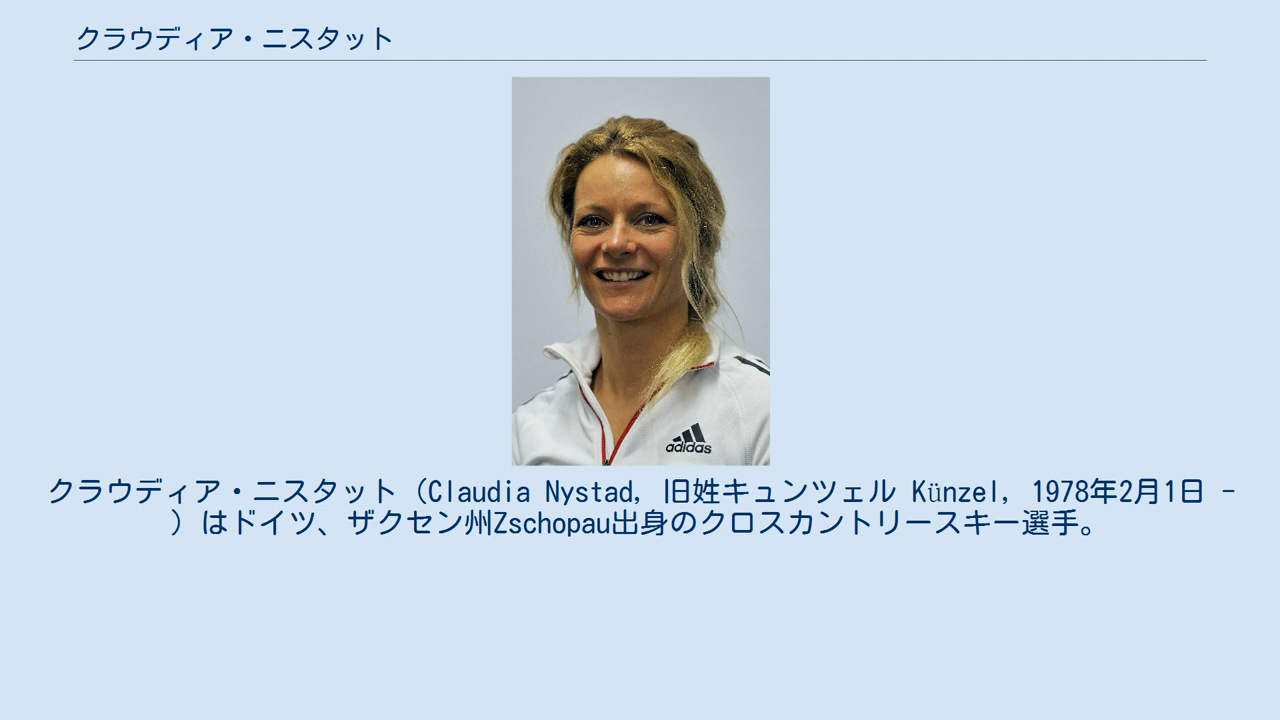 クラウディア・ニスタット
adidas
クラウディア・ニスタット（Claudia Nystad, 旧姓キュンツェル Künzel, 1978年2月1日 -
）はドイツ、ザクセン州Zschopau出身のクロスカントリースキー選手。